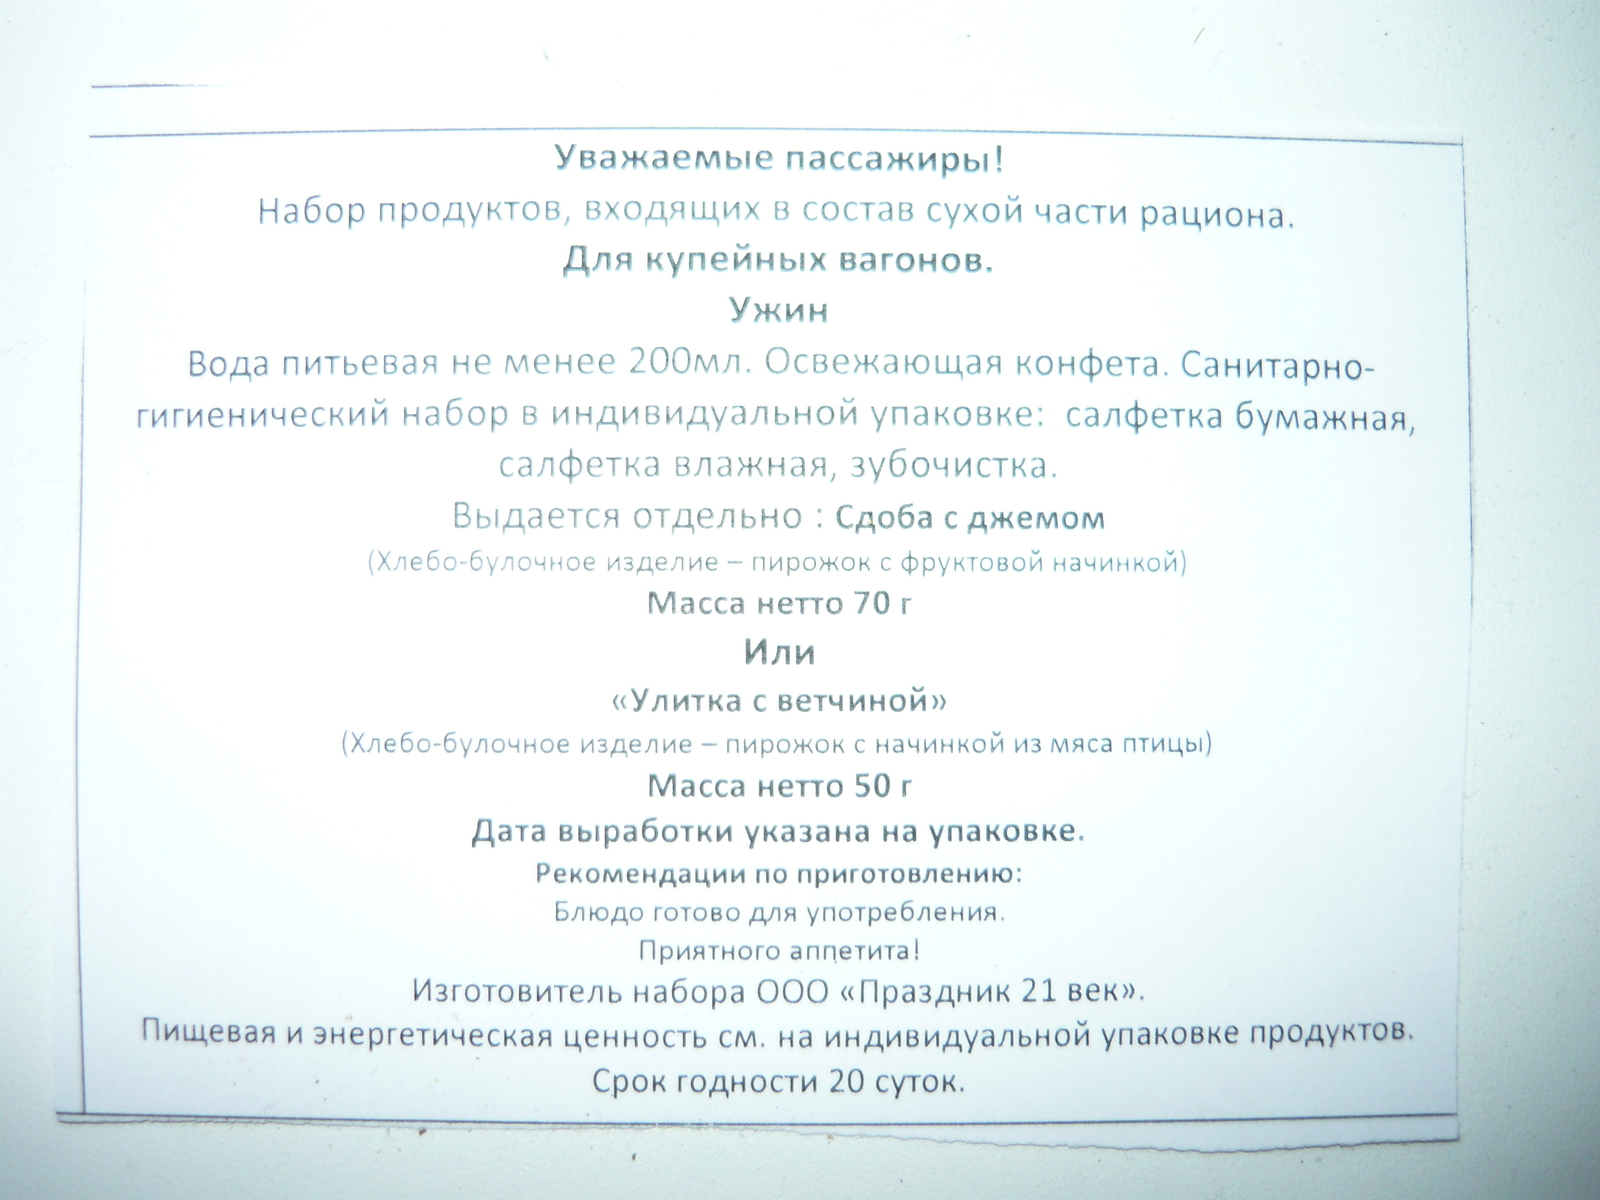 Уважаемые пассажиры!
Набор продуктов, входящих в состав сухой части рациона.
Для купейных вагонов.
Ужин
Вода питьевая не менее 200мл. Освежающая конфета. Санитарно-
гигиенический набор в индивидуальной упаковке: салфетка бумажная,
салфетка влажная, зубочистка.
Выдается отдельно : Сдоба с джемом
(Хлебо-булочное изделие – пирожок с фруктовой начинкой)
Масса нетто 70 г
Или
«Улитка с ветчиной»
(Хлебо-булочное изделие – пирожок с начинкой из мяса птицы)
Масса нетто 50 г
Дата выработки указана на упаковке.
Рекомендации по приготовлению:
Блюдо готово для употребления.
Приятного аппетита!
Изготовитель набора ООО «Праздник 21 век».
Пищевая и энергетическая ценность см. на индивидуальной упаковке продуктов.
Срок годности 20 суток.